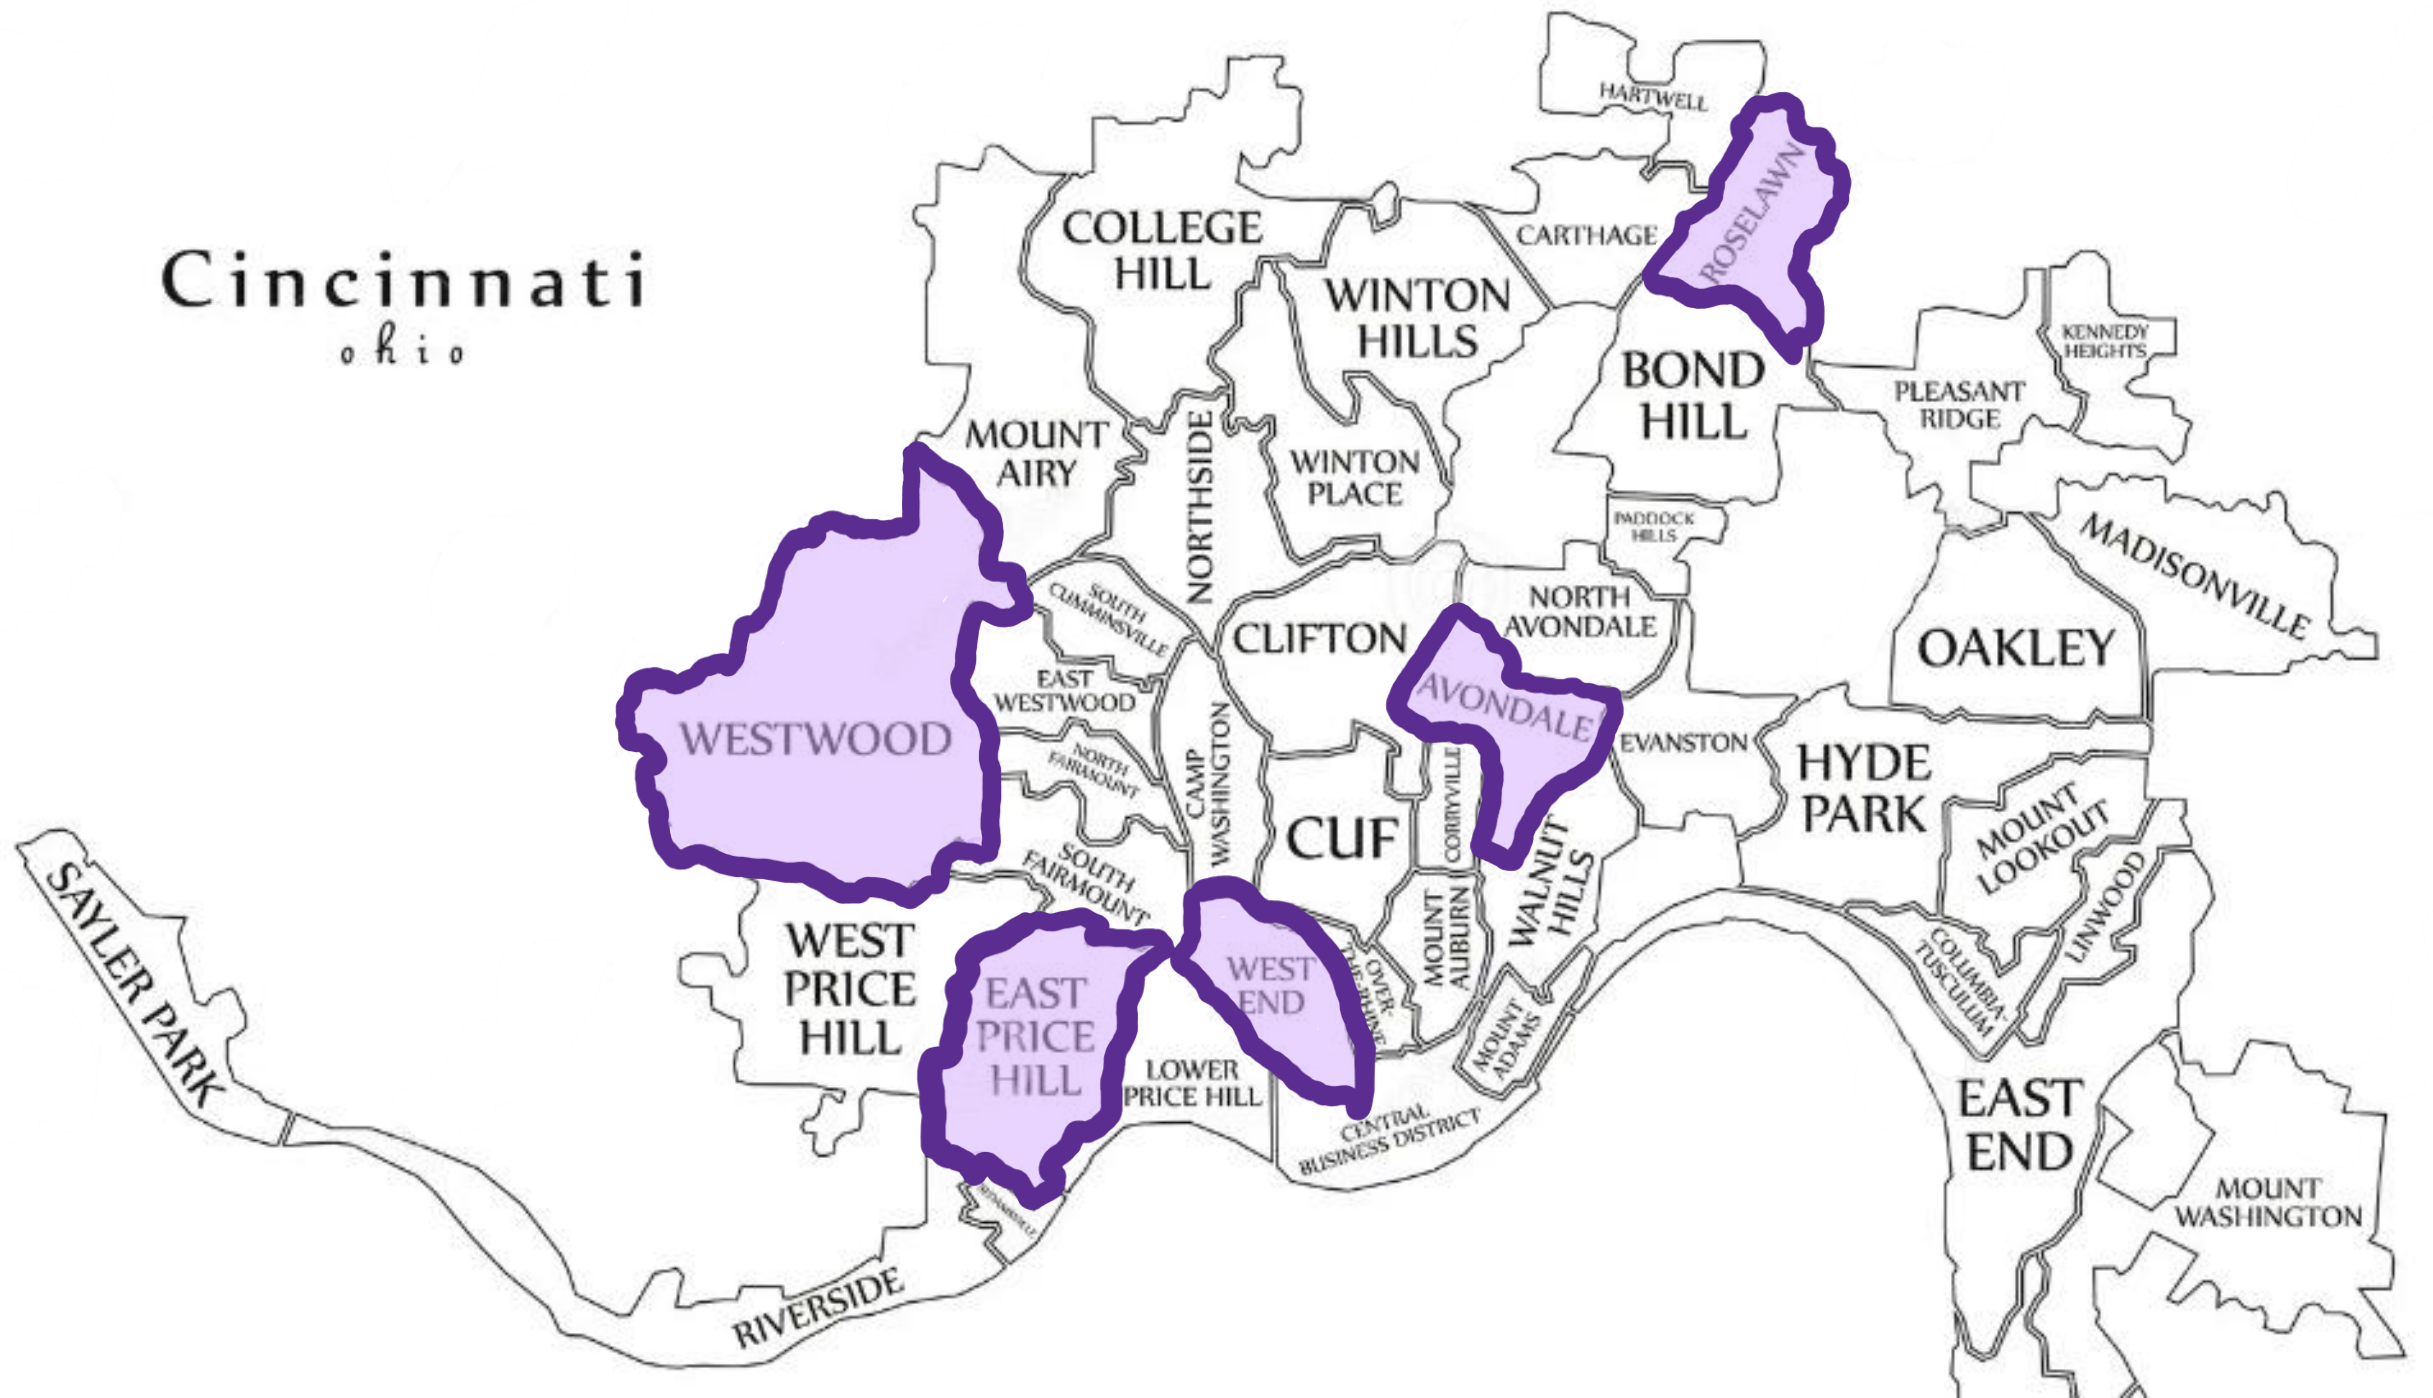 Cincinnati
ohio
HARTWELL
ROSELAWN
COLLEGE
HILL
CARTHAGE
WINTON
HILLS
KENNEDY
HEIGHTS
BOND
HILL
PLEASANT
RIDGE
MOUNT
AIRY
NORTHSIDE
WINTON
PLACE
PADDOCK
HILLS
MADISONVILLE
SOUTH
CUMMINSVILLE
NORTH
AVONDALE
CLIFTON
OAKLEY
EAST
WESTWOOD
AVONDALE
WESTWOOD
NORTH
FAIRMOUNT
CAMP
WASHINGTON
CORRYVILLE
EVANSTON
HYDE
PARK
CUF
MOUNT
LOOKOUT
SOUTH
FAIRMOUNT
WALNUT
HILLS
LINWOOD
SAYLER PARK
WEST
PRICE
HILL
EAST
PRICE
HILL
WEST
END
OVER-
THE-RHINE
MOUNT
AUBURN
COLUMBIA-
TUSCULUM
MOUNT
ADAMS
LOWER
PRICE HILL
CENTRAL
BUSINESS DISTRICT
EAST
END
MOUNT
WASHINGTON
RIVERSIDE